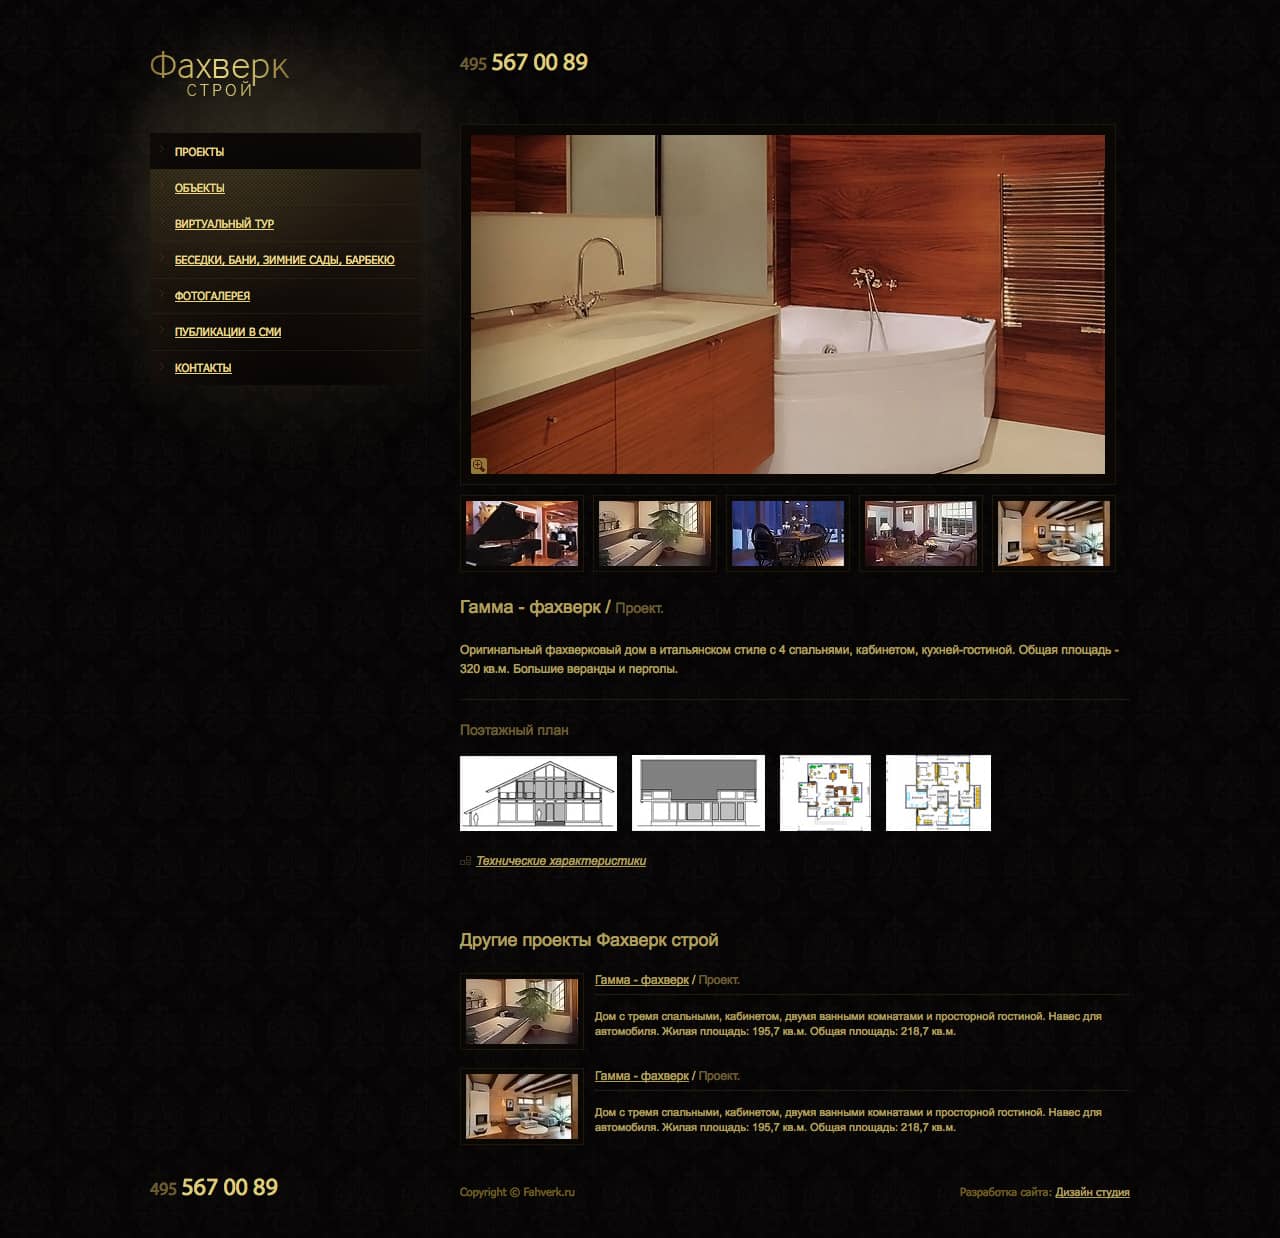 Фахверк
СТРОЙ
495 567 00 89
ПРОЕКТЫ
ОБЪЕКТЫ
ВИРТУАЛЬНЫЙ ТУР
БЕСЕДКИ, БАНИ, ЗИМНИЕ САДЫ, БАРБЕКЮ
ФОТОГАЛЕРЕЯ
ПУБЛИКАЦИИ В СМИ
КОНТАКТЫ
Гамма - фахверк / Проект.
Оригинальный фахверковый дом в итальянском стиле с 4 спальнями, кабинетом, кухней-гостиной. Общая площадь -
320 кв.м. Большие веранды и перголы.
Поэтажный план
Технические характеристики
Другие проекты Фахверк строй
Гамма - фахверк / Проект.
Дом с тремя спальными, кабинетом, двумя ванными комнатами и просторной гостиной. Навес для
автомобиля. Жилая площадь: 195,7 кв.м. Общая площадь: 218,7 кв.м.
Гамма - фахверк / Проект.
Дом с тремя спальными, кабинетом, двумя ванными комнатами и просторной гостиной. Навес для
автомобиля. Жилая площадь: 195,7 кв.м. Общая площадь: 218,7 кв.м.
495 567 00 89
Copyright © Fahverk.ru
Разработка сайта: Дизайн студия